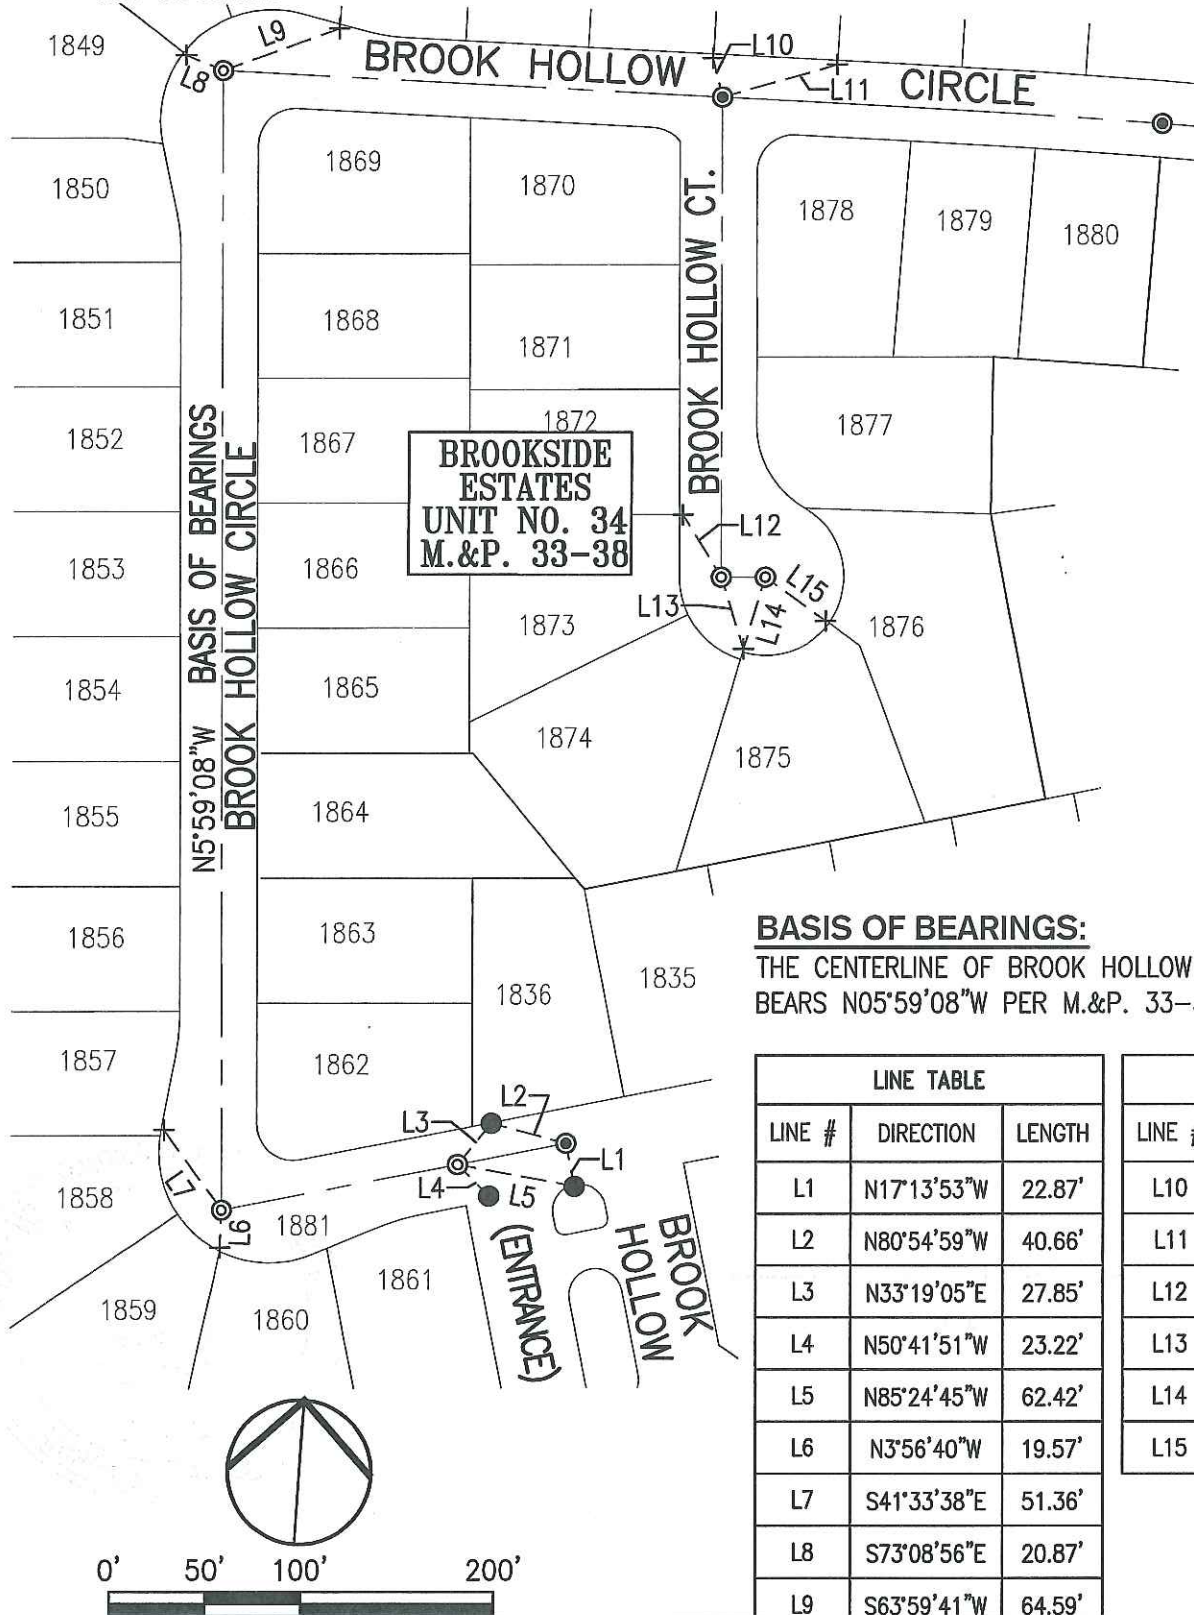 1849
L9
L8
BROOK HOLLOW CIRCLE
L10
L11
1850
1869
1870
BROOK HOLLOW CT.
1878
1879
1880
1851
1868
1871
1852
1867
1872
1877
BASIS OF BEARINGS
N5°59'08"W
BROOK HOLLOW CIRCLE
BROOKSIDE
ESTATES
UNIT NO. 34
M.&P. 33-38
L12
1853
1866
L13
L14
L15
1873
1876
1854
1865
1874
1875
1855
1864
1856
1863
1836
1835
1857
1862
L2
L3
L1
L4
L5
L7
L6
1858
1881
(ENTRANCE)
BROOK
HOLLOW
1861
1859
1860
0' 50' 100' 200'
BASIS OF BEARINGS:
THE CENTERLINE OF BROOK HOLLOW
BEARS N05°59'08"W PER M.&P. 33-
LINE TABLE
LINE # DIRECTION LENGTH
L1 N17°13'53"W 22.87'
L2 N80°54'59"W 40.66'
L3 N33°19'05"E 27.85'
L4 N50°41'51"W 23.22'
L5 N85°24'45"W 62.42'
L6 N3°56'40"W 19.57'
L7 S41°33'38"E 51.36'
L8 S73°08'56"E 20.87'
L9 S63°59'41"W 64.59'
LINE
L10
L11
L12
L13
L14
L15